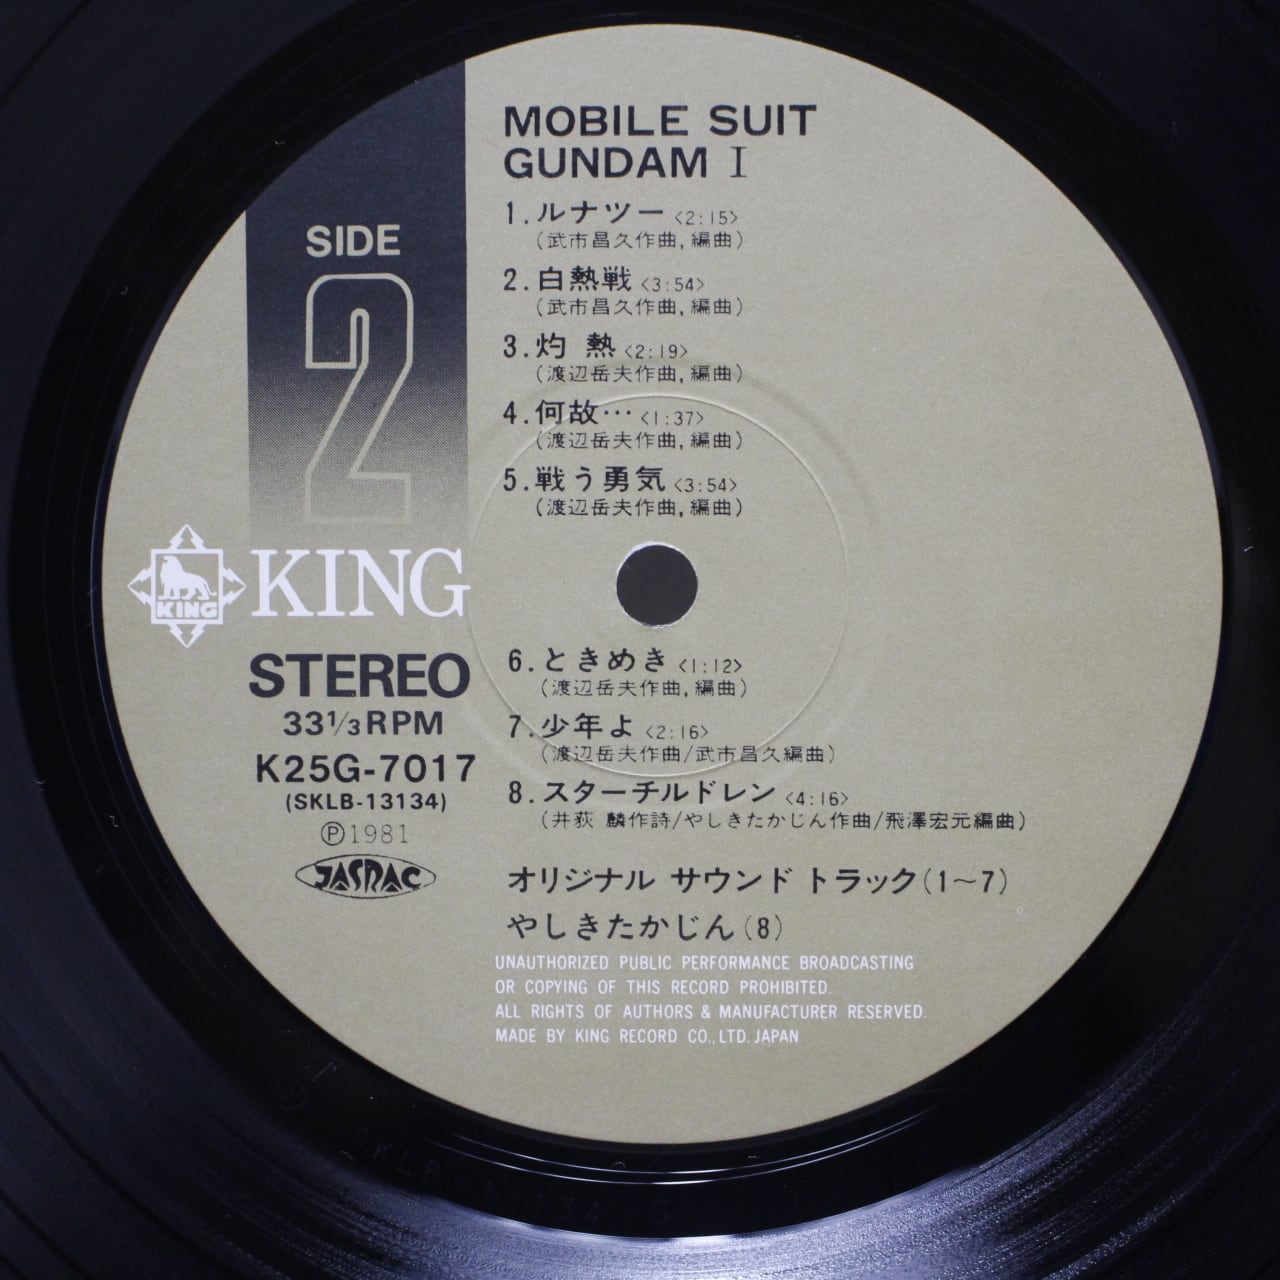 MOBILE SUIT
GUNDAM I
SIDE
2
1.ルナツー〈2:15〉
(武市昌久作曲,編曲)
2.白熱戦〈3:54〉
(武市昌久作曲,編曲)
3.灼 熱〈2:19〉
(渡辺岳夫作曲,編曲)
4.何故…〈1:37〉
(渡辺岳夫作曲,編曲)
5.戦う勇気〈3:54〉
(渡辺岳夫作曲,編曲)
KING
KING
STEREO
33⅓RPM
K25G-7017
(SKLB-13134)
Ⓟ1981
JASRAC
6.ときめき〈1:12〉
(渡辺岳夫作曲,編曲)
7.少年よ〈2:16〉
(渡辺岳夫作曲/武市昌久編曲)
8.スターチルドレン〈4:16〉
(井荻 麟作詩/やしきたかじん作曲/飛澤宏元編曲)
オリジナル サウンド トラック(1〜7)
やしきたかじん(8)
UNAUTHORIZED PUBLIC PERFORMANCE BROADCASTING
OR COPYING OF THIS RECORD PROHIBITED.
ALL RIGHTS OF AUTHORS & MANUFACTURER RESERVED.
MADE BY KING RECORD CO.,LTD. JAPAN